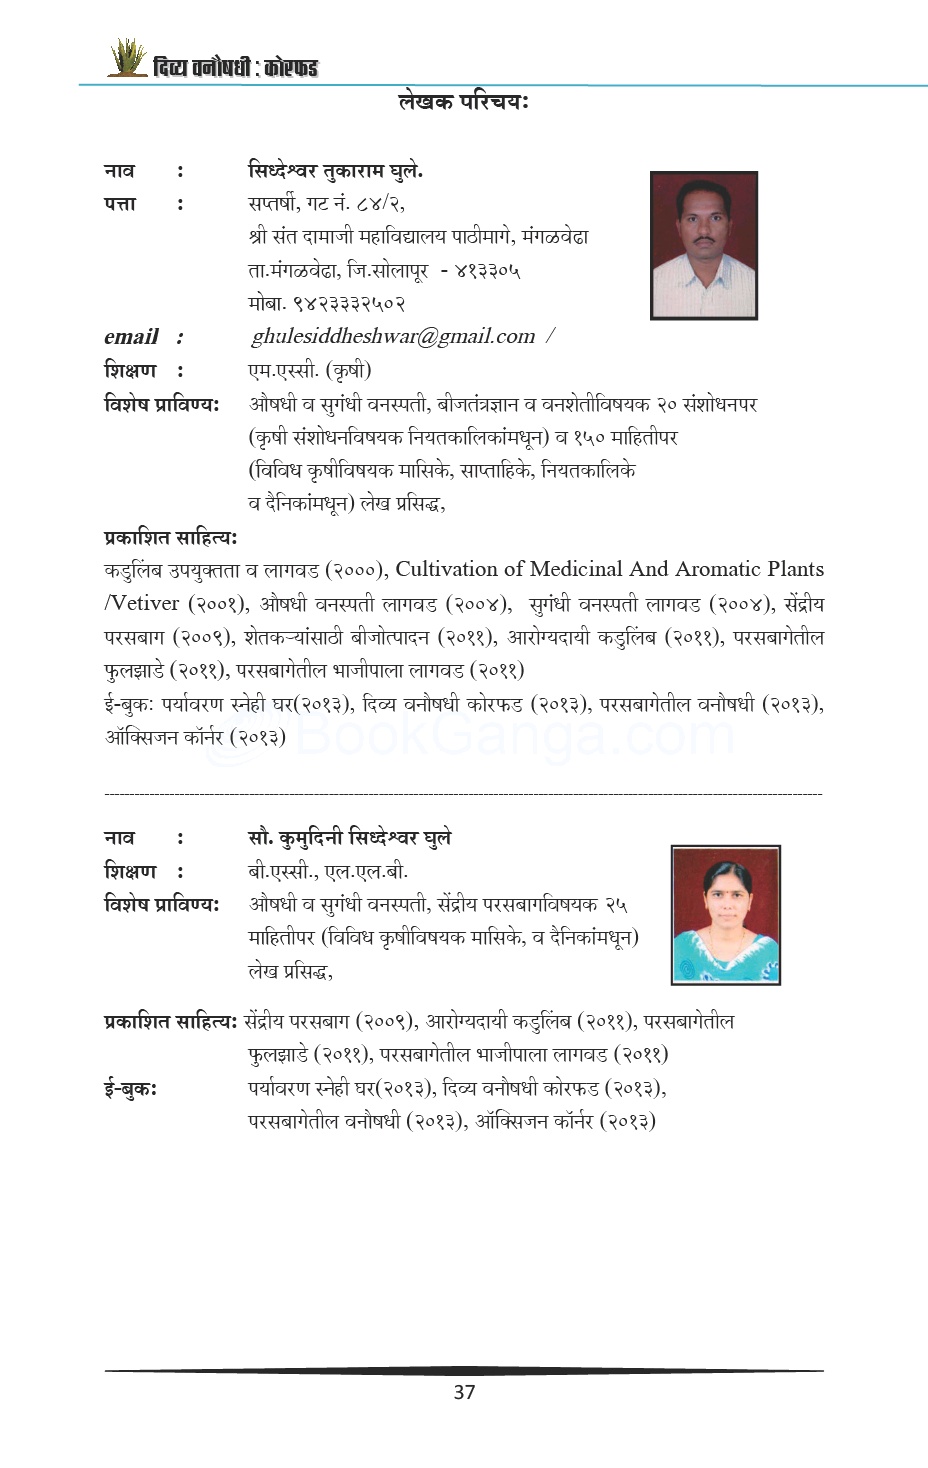 दिव्य वनौषधी : कोरफड
लेखक परिचय:
नाव : सिध्देश्वर तुकाराम घुले.
पत्ता : सप्तर्षी, गट नं. ८४/२,
श्री संत दामाजी महाविद्यालय पाठीमागे, मंगळवेढा
ता.मंगळवेढा, जि.सोलापूर - ४१३३०५
मोबा. ९४२३३३२५०२
email : ghulesiddheshwar@gmail.com /
शिक्षण : एम.एस्सी. (कृषी)
विशेष प्राविण्य: औषधी व सुगंधी वनस्पती, बीजतंत्रज्ञान व वनशेतीविषयक २० संशोधनपर
(कृषी संशोधनविषयक नियतकालिकांमधून) व १५० माहितीपर
(विविध कृषीविषयक मासिके, साप्ताहिके, नियतकालिके
व दैनिकांमधून) लेख प्रसिद्ध,
प्रकाशित साहित्य:
कडुलिंब उपयुक्तता व लागवड (२०००), Cultivation of Medicinal And Aromatic Plants
/Vetiver (२००१), औषधी वनस्पती लागवड (२००४), सुगंधी वनस्पती लागवड (२००४), सेंद्रीय
परसबाग (२००९), शेतकऱ्यांसाठी बीजोत्पादन (२०११), आरोग्यदायी कडुलिंब (२०११), परसबागेतील
फुलझाडे (२०११), परसबागेतील भाजीपाला लागवड (२०११)
ई-बुक: पर्यावरण स्नेही घर(२०१३), दिव्य वनौषधी कोरफड (२०१३), परसबागेतील वनौषधी (२०१३),
ऑक्सिजन कॉर्नर (२०१३)
BookGanga.com
नाव : सौ. कुमुदिनी सिध्देश्वर घुले
शिक्षण : बी.एस्सी., एल.एल.बी.
विशेष प्राविण्य: औषधी व सुगंधी वनस्पती, सेंद्रीय परसबागविषयक २५
माहितीपर (विविध कृषीविषयक मासिके, व दैनिकांमधून)
लेख प्रसिद्ध,
प्रकाशित साहित्य: सेंद्रीय परसबाग (२००९), आरोग्यदायी कडुलिंब (२०११), परसबागेतील
फुलझाडे (२०११), परसबागेतील भाजीपाला लागवड (२०११)
ई-बुक: पर्यावरण स्नेही घर(२०१३), दिव्य वनौषधी कोरफड (२०१३),
परसबागेतील वनौषधी (२०१३), ऑक्सिजन कॉर्नर (२०१३)
37